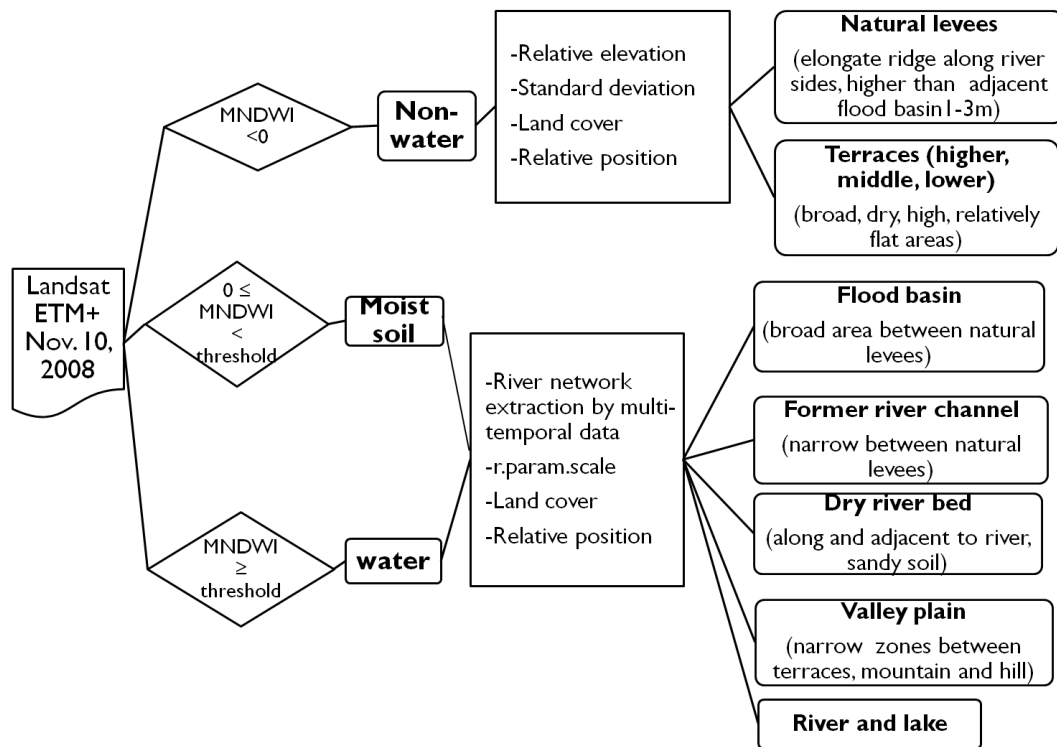 Landsat
ETM+
Nov. 10,
2008
MNDWI
<0
Non-
water
-Relative elevation
-Standard deviation
-Land cover
-Relative position
Natural levees
(elongate ridge along river
sides, higher than adjacent
flood basin1-3m)
Terraces (higher,
middle, lower)
(broad, dry, high, relatively
flat areas)
0 ≤
MNDWI
<
threshold
Moist
soil
MNDWI
≥
threshold
water
-River network
extraction by multi-
temporal data
-r.param.scale
-Land cover
-Relative position
Flood basin
(broad area between natural
levees)
Former river channel
(narrow between natural
levees)
Dry river bed
(along and adjacent to river,
sandy soil)
Valley plain
(narrow zones between
terraces, mountain and hill)
River and lake